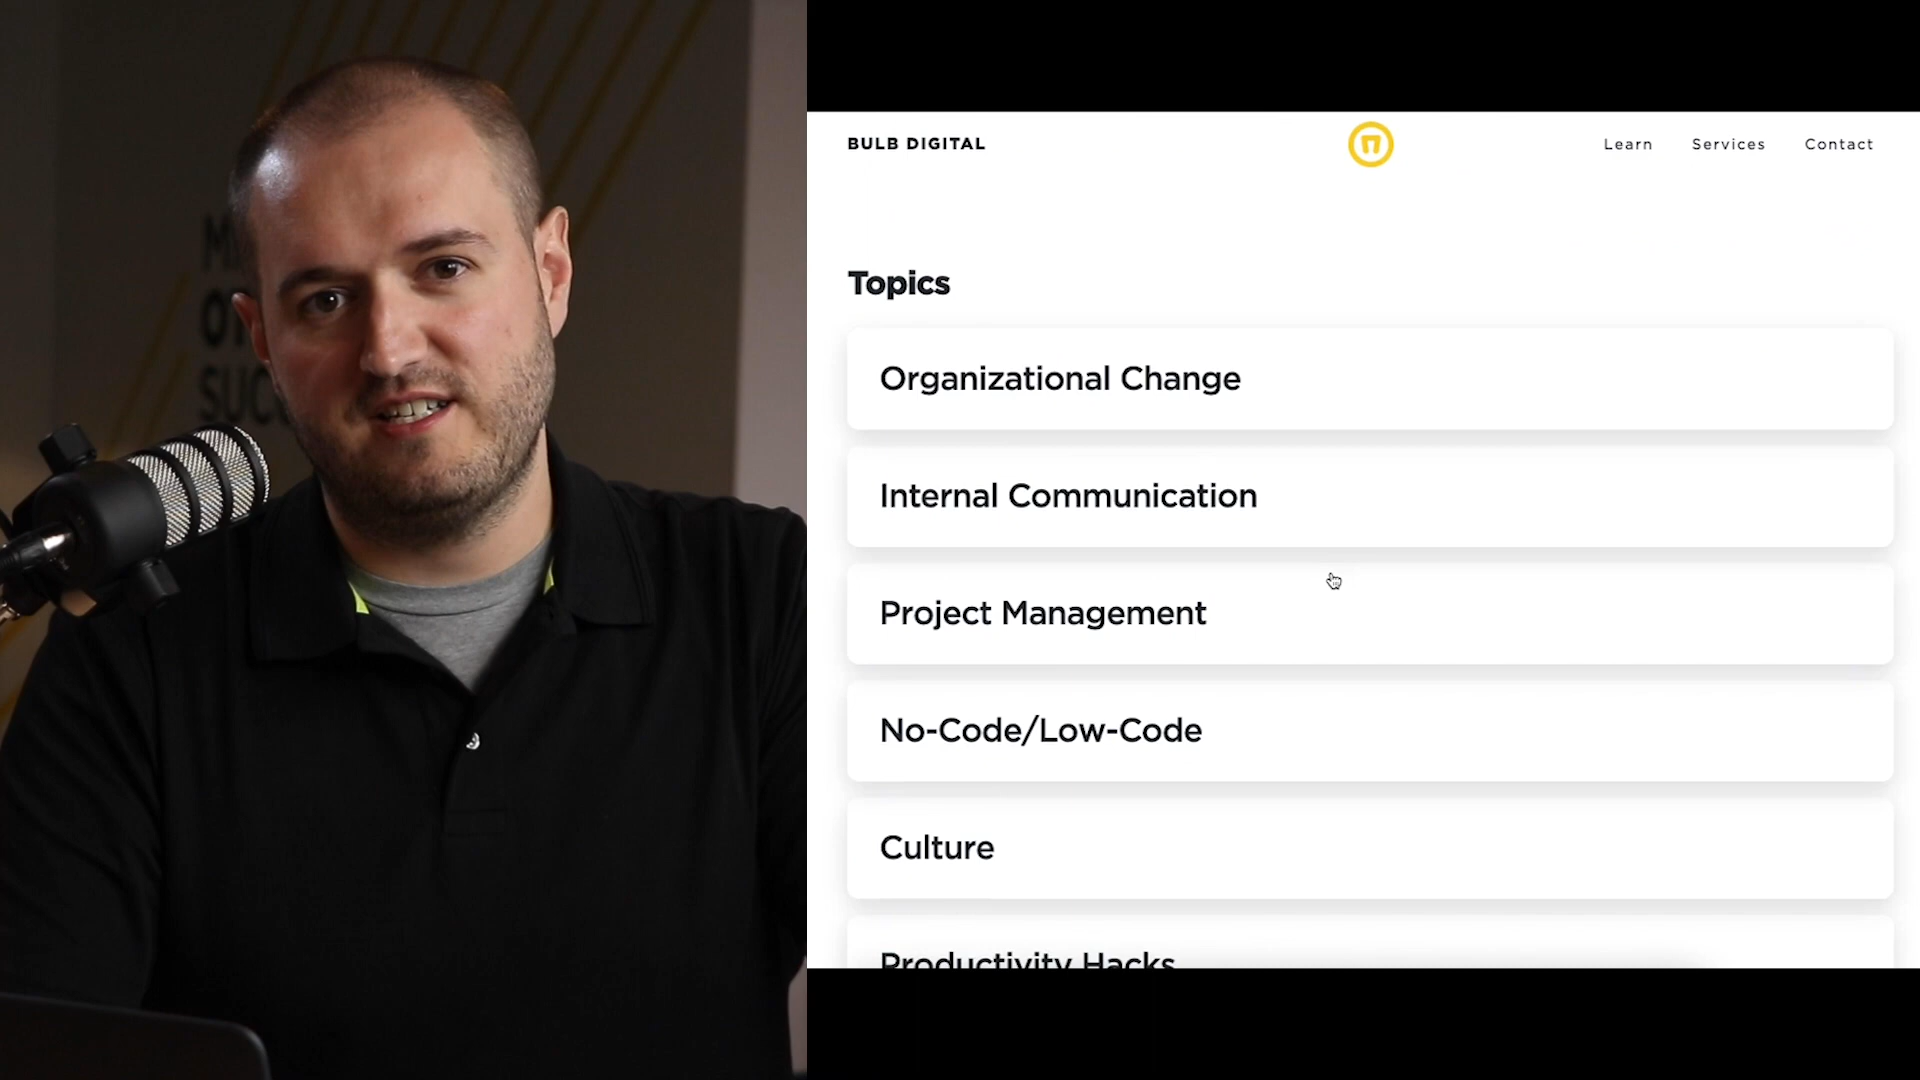 BULB DIGITAL
Learn Services Contact
Topics
Organizational Change
Internal Communication
Project Management
No-Code/Low-Code
Culture
Productivity Hacks